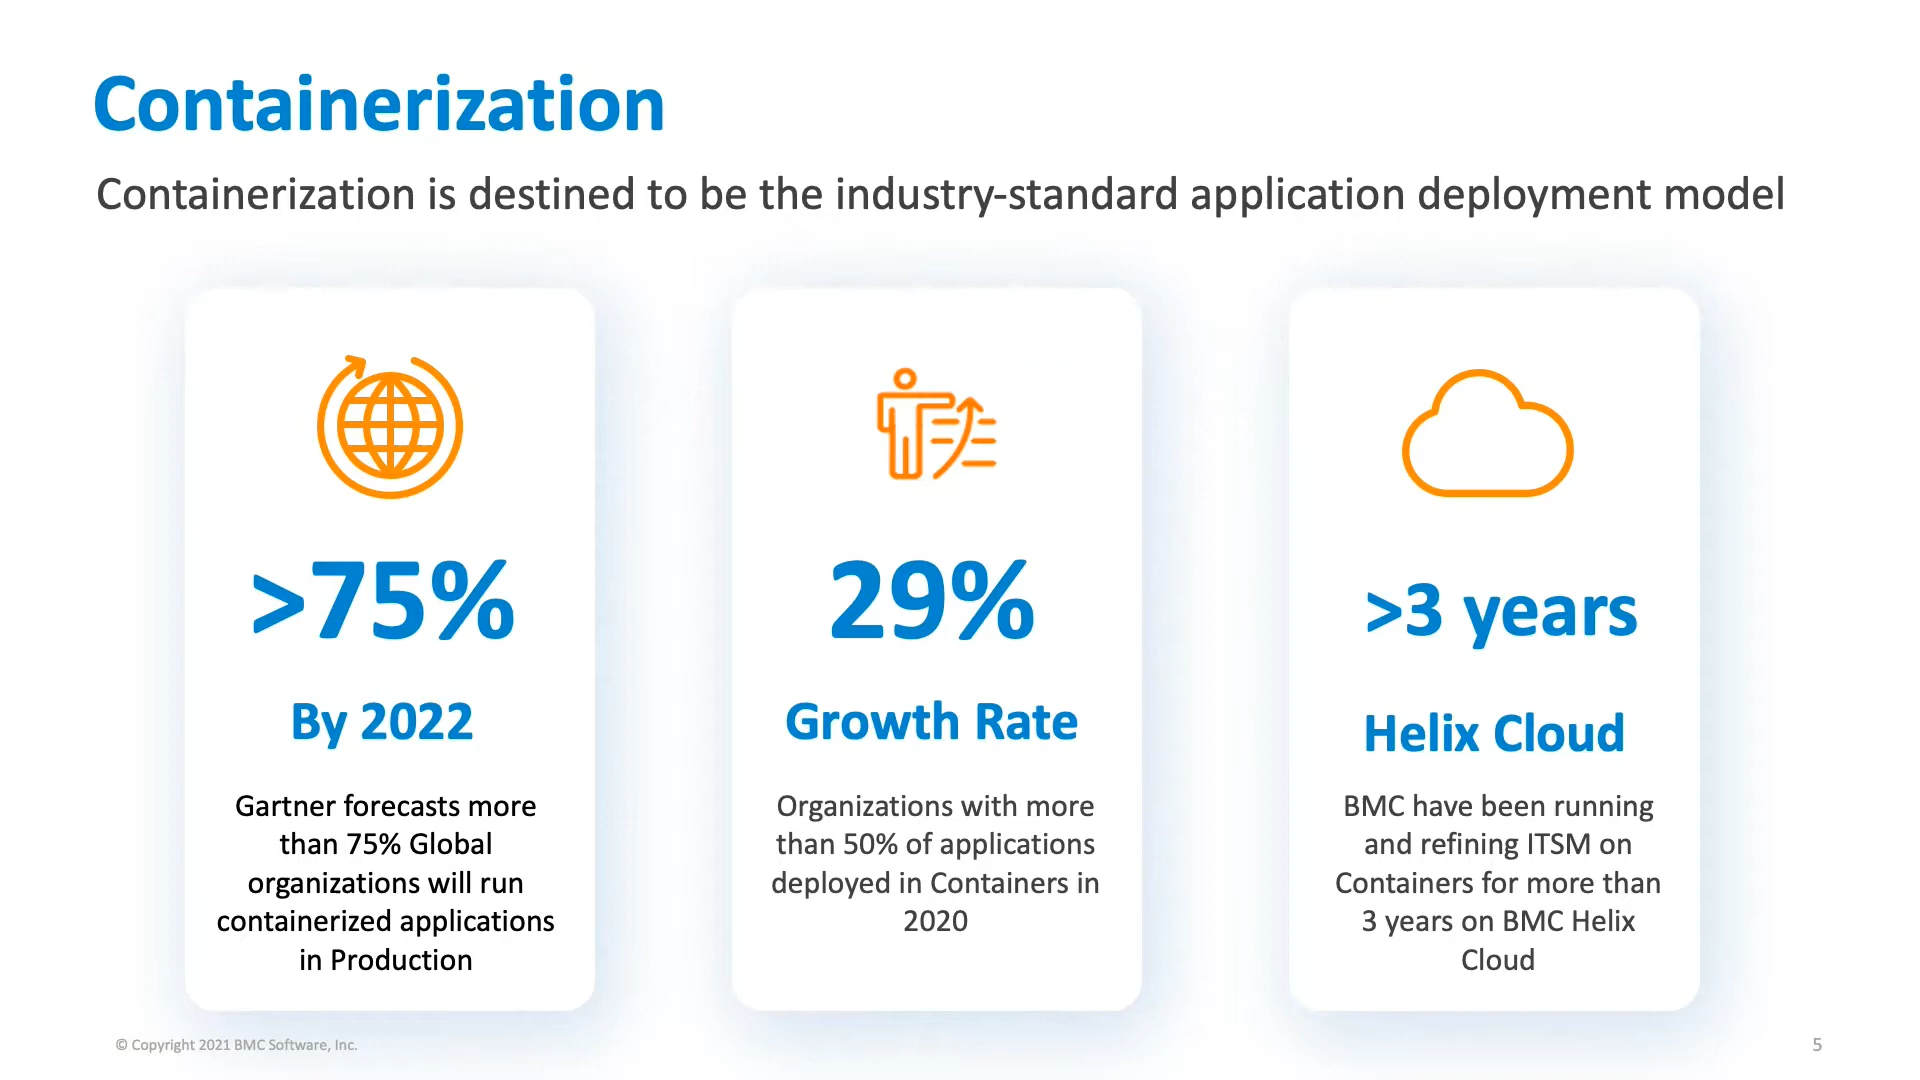 Containerization
Containerization is destined to be the industry-standard application deployment model
>75%
By 2022
Gartner forecasts more
than 75% Global
organizations will run
containerized applications
in Production
29%
Growth Rate
Organizations with more
than 50% of applications
deployed in Containers in
2020
>3 years
Helix Cloud
BMC have been running
and refining ITSM on
Containers for more than
3 years on BMC Helix
Cloud
© Copyright 2021 BMC Software, Inc.
5